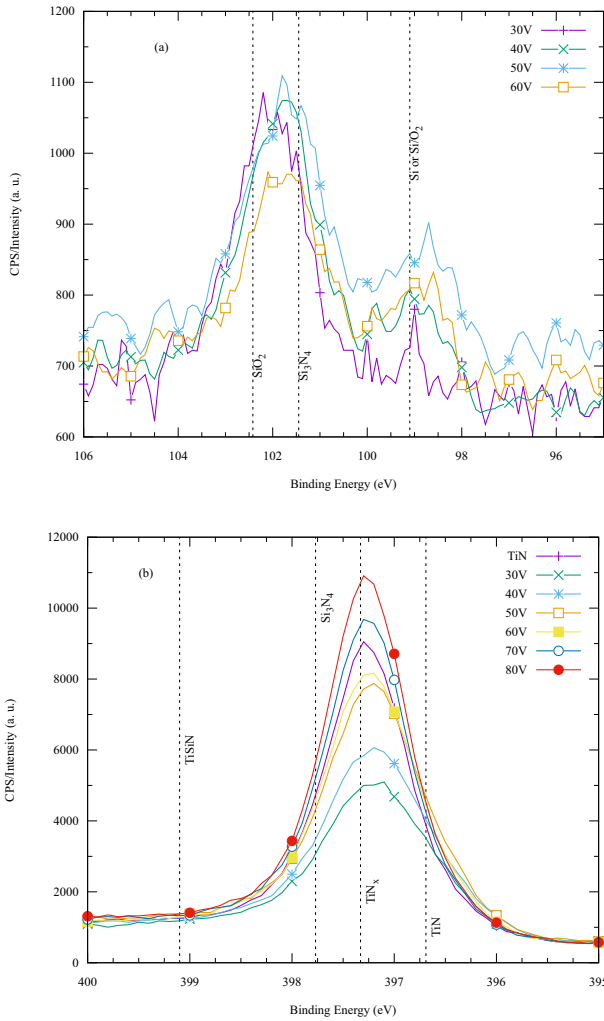 (a)
30V
40V
50V
60V
1200
1100
1000
900
800
700
600
CPS/Intensity (a. u.)
SiO2
Si3N4
Si or Si/O2
106
104
102
100
98
96
Binding Energy (eV)
(b)
TiN
30V
40V
50V
60V
70V
80V
12000
10000
8000
6000
4000
2000
0
CPS/Intensity (a. u.)
TiSiN
Si3N4
TiNx
TiN
400
399
398
397
396
395
Binding Energy (eV)